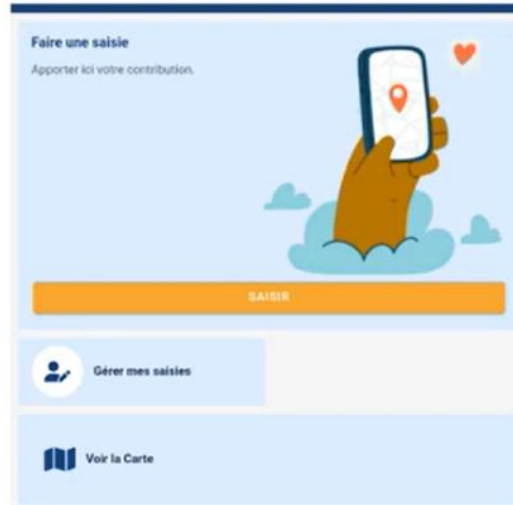 Faire une saisie
Apporter ici votre contribution.
SAISIR
Gérer mes saisies
Voir la Carte